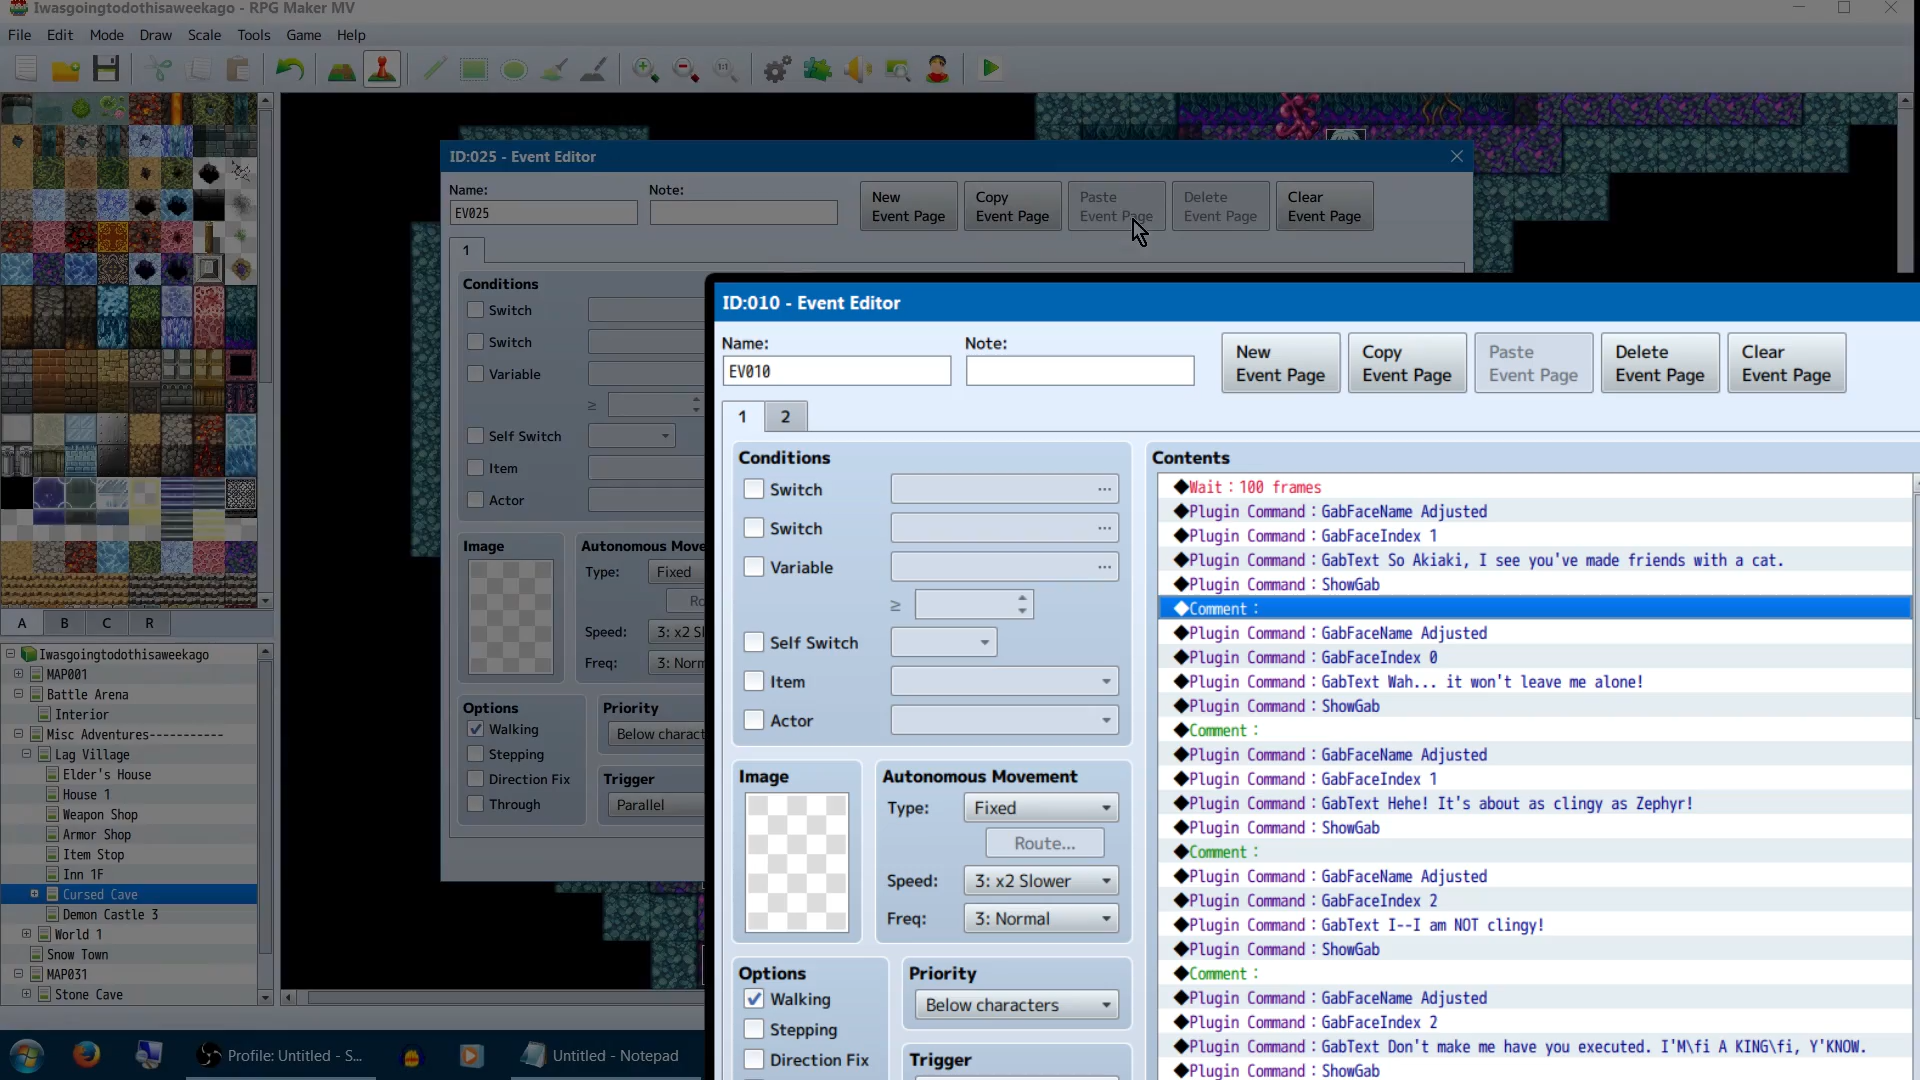 Iwasgoingtodothisaweekago - RPG Maker MV
File Edit Mode Draw Scale Tools Game Help
1:1
ID:025 - Event Editor
Name:
Note:
EV025
New Event Page
Copy Event Page
Paste Event Page
Delete Event Page
Clear Event Page
1
Conditions
Switch
Switch
Variable
≥
Self Switch
Item
Actor
Image
Autonomous Move
Type: Fixed
Ro
Speed: 3: x2 Sl
Freq: 3: Norm
Options
Walking
Stepping
Direction Fix
Through
Priority
Below charact
Trigger
Parallel
ID:010 - Event Editor
Name:
Note:
EV010
New Event Page
Copy Event Page
Paste Event Page
Delete Event Page
Clear Event Page
1 2
Conditions
Switch ...
Switch ...
Variable ...
≥
Self Switch
Item
Actor
Image
Autonomous Movement
Type: Fixed
Route...
Speed: 3: x2 Slower
Freq: 3: Normal
Options
Walking
Stepping
Direction Fix
Priority
Below characters
Trigger
Contents
◆Wait：100 frames
◆Plugin Command：GabFaceName Adjusted
◆Plugin Command：GabFaceIndex 1
◆Plugin Command：GabText So Akiaki, I see you've made friends with a cat.
◆Plugin Command：ShowGab
◆Comment：
◆Plugin Command：GabFaceName Adjusted
◆Plugin Command：GabFaceIndex 0
◆Plugin Command：GabText Wah... it won't leave me alone!
◆Plugin Command：ShowGab
◆Comment：
◆Plugin Command：GabFaceName Adjusted
◆Plugin Command：GabFaceIndex 1
◆Plugin Command：GabText Hehe! It's about as clingy as Zephyr!
◆Plugin Command：ShowGab
◆Comment：
◆Plugin Command：GabFaceName Adjusted
◆Plugin Command：GabFaceIndex 2
◆Plugin Command：GabText I--I am NOT clingy!
◆Plugin Command：ShowGab
◆Comment：
◆Plugin Command：GabFaceName Adjusted
◆Plugin Command：GabFaceIndex 2
◆Plugin Command：GabText Don't make me have you executed. I'M\fi A KING\fi, Y'KNOW.
◆Plugin Command：ShowGab
A B C R
Iwasgoingtodothisaweekago
MAP001
Battle Arena
Interior
Misc Adventures-----------
Lag Village
Elder's House
House 1
Weapon Shop
Armor Shop
Item Stop
Inn 1F
Cursed Cave
Demon Castle 3
World 1
Snow Town
MAP031
Stone Cave
Profile: Untitled - S...
Untitled - Notepad